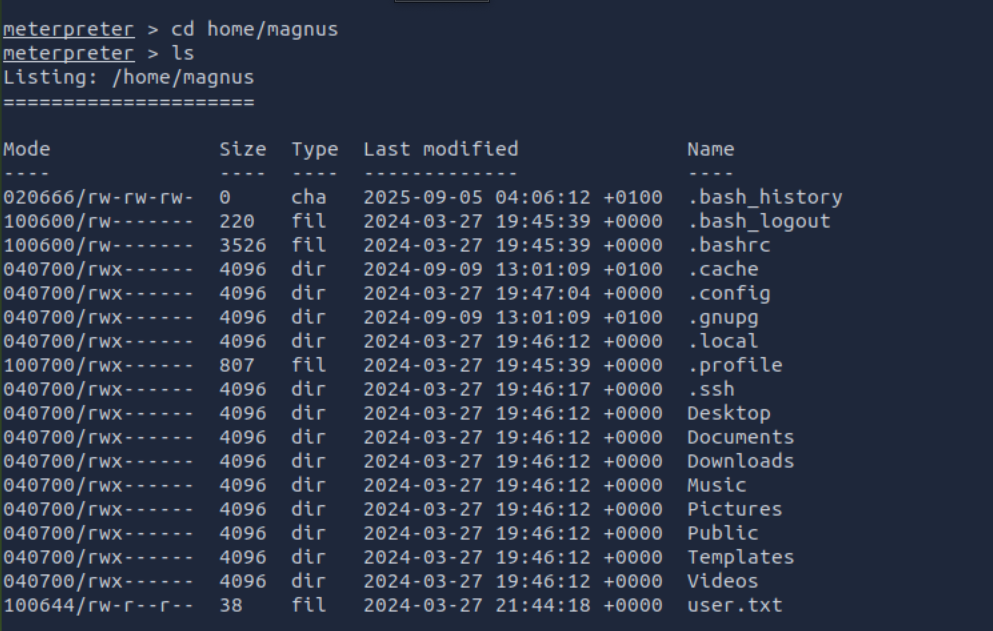 meterpreter > cd home/magnus
meterpreter > ls
Listing: /home/magnus
=====================
Mode Size Type Last modified Name
---- ---- ---- ------------- ----
020666/rw-rw-rw- 0 cha 2025-09-05 04:06:12 +0100 .bash_history
100600/rw------- 220 fil 2024-03-27 19:45:39 +0000 .bash_logout
100600/rw------- 3526 fil 2024-03-27 19:45:39 +0000 .bashrc
040700/rwx------ 4096 dir 2024-09-09 13:01:09 +0100 .cache
040700/rwx------ 4096 dir 2024-03-27 19:47:04 +0000 .config
040700/rwx------ 4096 dir 2024-09-09 13:01:09 +0100 .gnupg
040700/rwx------ 4096 dir 2024-03-27 19:46:12 +0000 .local
100700/rwx------ 807 fil 2024-03-27 19:45:39 +0000 .profile
040700/rwx------ 4096 dir 2024-03-27 19:46:17 +0000 .ssh
040700/rwx------ 4096 dir 2024-03-27 19:46:12 +0000 Desktop
040700/rwx------ 4096 dir 2024-03-27 19:46:12 +0000 Documents
040700/rwx------ 4096 dir 2024-03-27 19:46:12 +0000 Downloads
040700/rwx------ 4096 dir 2024-03-27 19:46:12 +0000 Music
040700/rwx------ 4096 dir 2024-03-27 19:46:12 +0000 Pictures
040700/rwx------ 4096 dir 2024-03-27 19:46:12 +0000 Public
040700/rwx------ 4096 dir 2024-03-27 19:46:12 +0000 Templates
040700/rwx------ 4096 dir 2024-03-27 19:46:12 +0000 Videos
100644/rw-r--r-- 38 fil 2024-03-27 21:44:18 +0000 user.txt